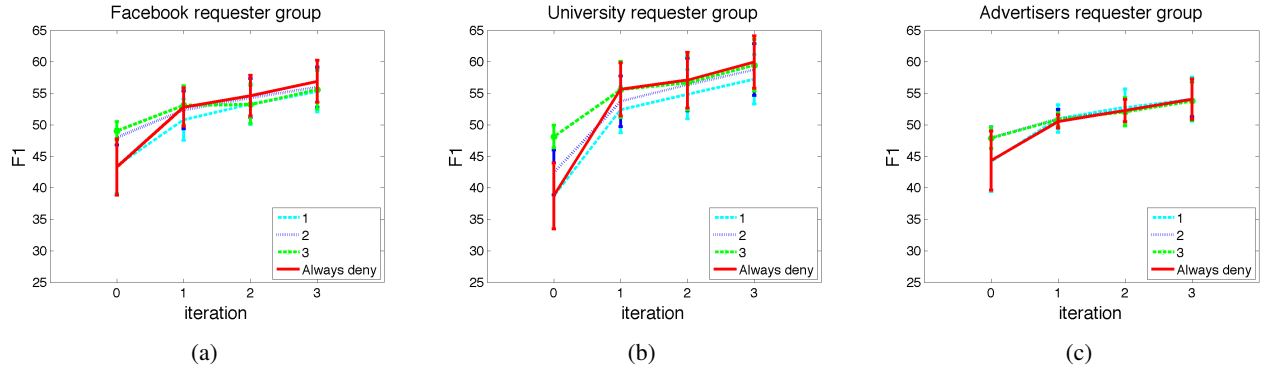 Facebook requester group
65
60
55
50
45
40
35
30
25
F1
0 1 2 3
iteration
1
2
3
Always deny
(a)
University requester group
65
60
55
50
45
40
35
30
25
F1
0 1 2 3
iteration
1
2
3
Always deny
(b)
Advertisers requester group
65
60
55
50
45
40
35
30
25
F1
0 1 2 3
iteration
1
2
3
Always deny
(c)